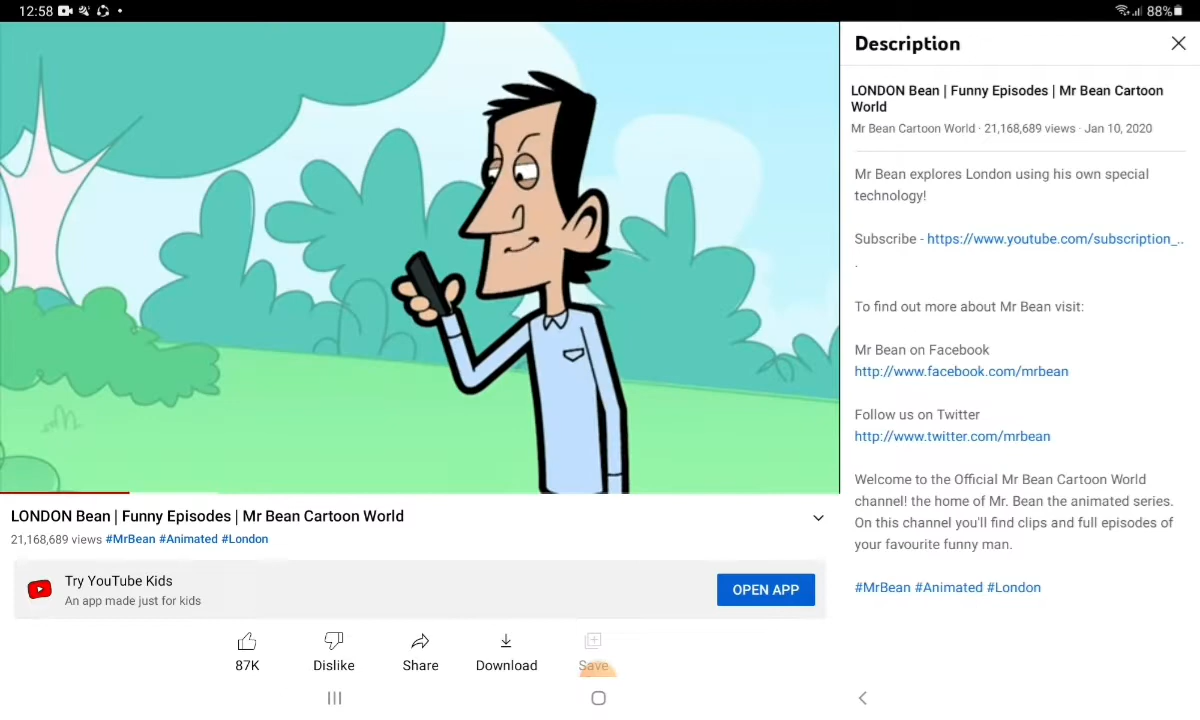 12:58
88%
Description
LONDON Bean | Funny Episodes | Mr Bean Cartoon
World
Mr Bean Cartoon World · 21,168,689 views · Jan 10, 2020
Mr Bean explores London using his own special
technology!
Subscribe - https://www.youtube.com/subscription_..
.
To find out more about Mr Bean visit:
Mr Bean on Facebook
http://www.facebook.com/mrbean
Follow us on Twitter
http://www.twitter.com/mrbean
Welcome to the Official Mr Bean Cartoon World
channel! the home of Mr. Bean the animated series.
On this channel you'll find clips and full episodes of
your favourite funny man.
#MrBean #Animated #London
LONDON Bean | Funny Episodes | Mr Bean Cartoon World
21,168,689 views #MrBean #Animated #London
Try YouTube Kids
An app made just for kids
OPEN APP
87K
Dislike
Share
Download
Save